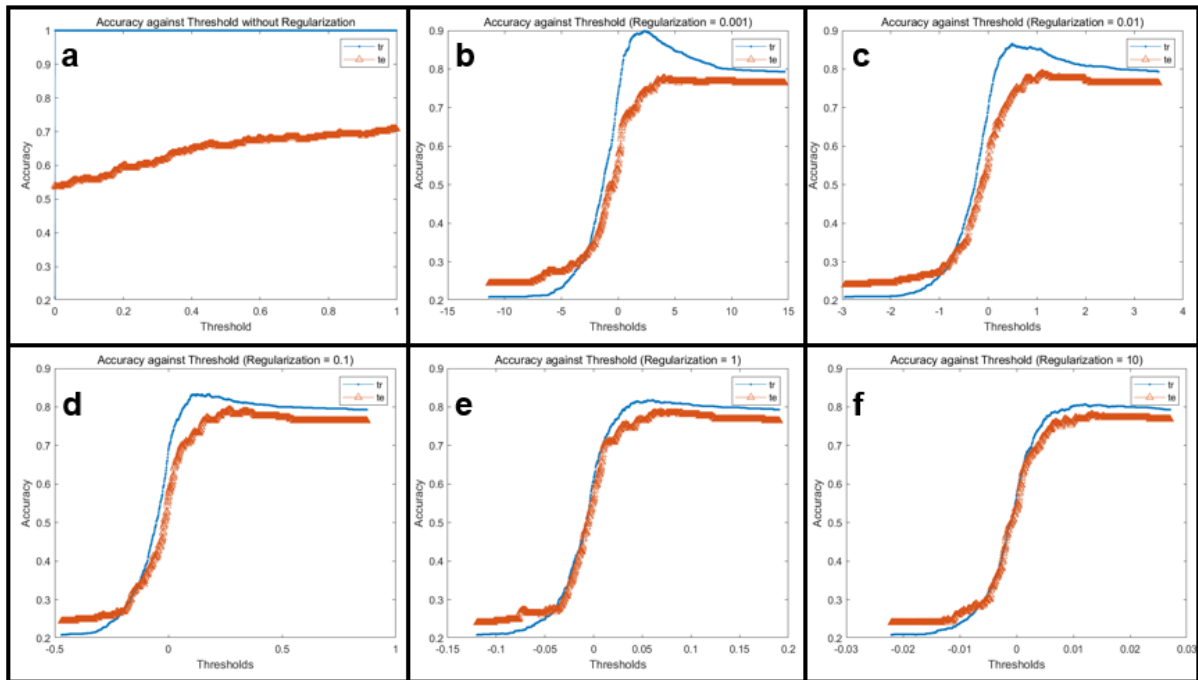 Accuracy against Threshold without Regularization
a
tr
te
1
0.9
0.8
0.7
0.6
0.5
0.4
0.3
0.2
Accuracy
0 0.2 0.4 0.6 0.8 1
Threshold
Accuracy against Threshold (Regularization = 0.001)
b
tr
te
0.9
0.8
0.7
0.6
0.5
0.4
0.3
0.2
Accuracy
-15 -10 -5 0 5 10 15
Thresholds
Accuracy against Threshold (Regularization = 0.01)
c
tr
te
0.9
0.8
0.7
0.6
0.5
0.4
0.3
0.2
Accuracy
-3 -2 -1 0 1 2 3 4
Thresholds
Accuracy against Threshold (Regularization = 0.1)
d
tr
te
0.9
0.8
0.7
0.6
0.5
0.4
0.3
0.2
Accuracy
-0.5 0 0.5 1
Thresholds
Accuracy against Threshold (Regularization = 1)
e
tr
te
0.9
0.8
0.7
0.6
0.5
0.4
0.3
0.2
Accuracy
-0.15 -0.1 -0.05 0 0.05 0.1 0.15 0.2
Thresholds
Accuracy against Threshold (Regularization = 10)
f
tr
te
0.9
0.8
0.7
0.6
0.5
0.4
0.3
0.2
Accuracy
-0.03 -0.02 -0.01 0 0.01 0.02 0.03
Thresholds